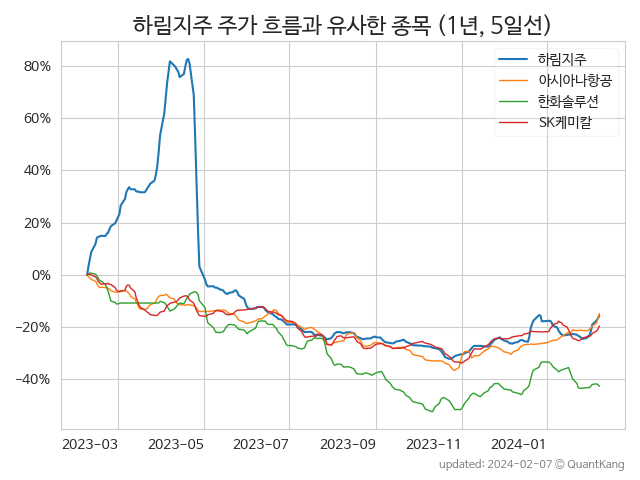 하림지주 주가 흐름과 유사한 종목 (1년, 5일선)
하림지주
아시아나항공
한화솔루션
SK케미칼
80%
60%
40%
20%
0%
−20%
−40%
2023-03 2023-05 2023-07 2023-09 2023-11 2024-01
updated: 2024-02-07 © QuantKang